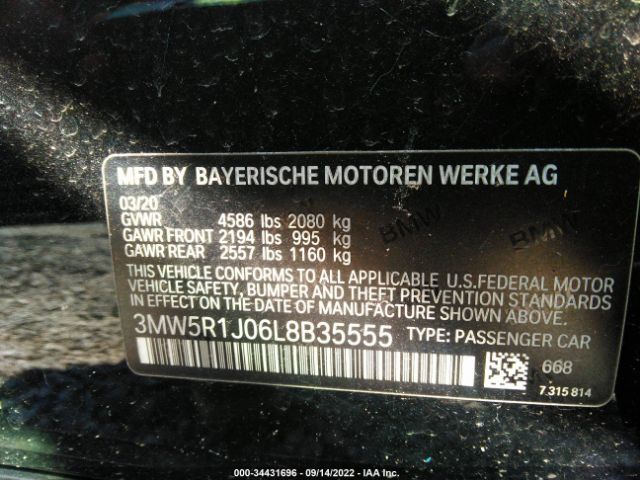 MFD BY BAYERISCHE MOTOREN WERKE AG
03/20
GVWR 4586 lbs 2080 kg
GAWR FRONT 2194 lbs 995 kg
GAWR REAR 2557 lbs 1160 kg
BMW BMW
THIS VEHICLE CONFORMS TO ALL APPLICABLE U.S.FEDERAL MOTOR
VEHICLE SAFETY, BUMPER AND THEFT PREVENTION STANDARDS
IN EFFECT ON THE DATE OF MANUFACTURE SHOWN ABOVE.
3MW5R1J06L8B35555 TYPE: PASSENGER CAR
668
7 315 814
000-34431696 - 09/14/2022 - IAA Inc.